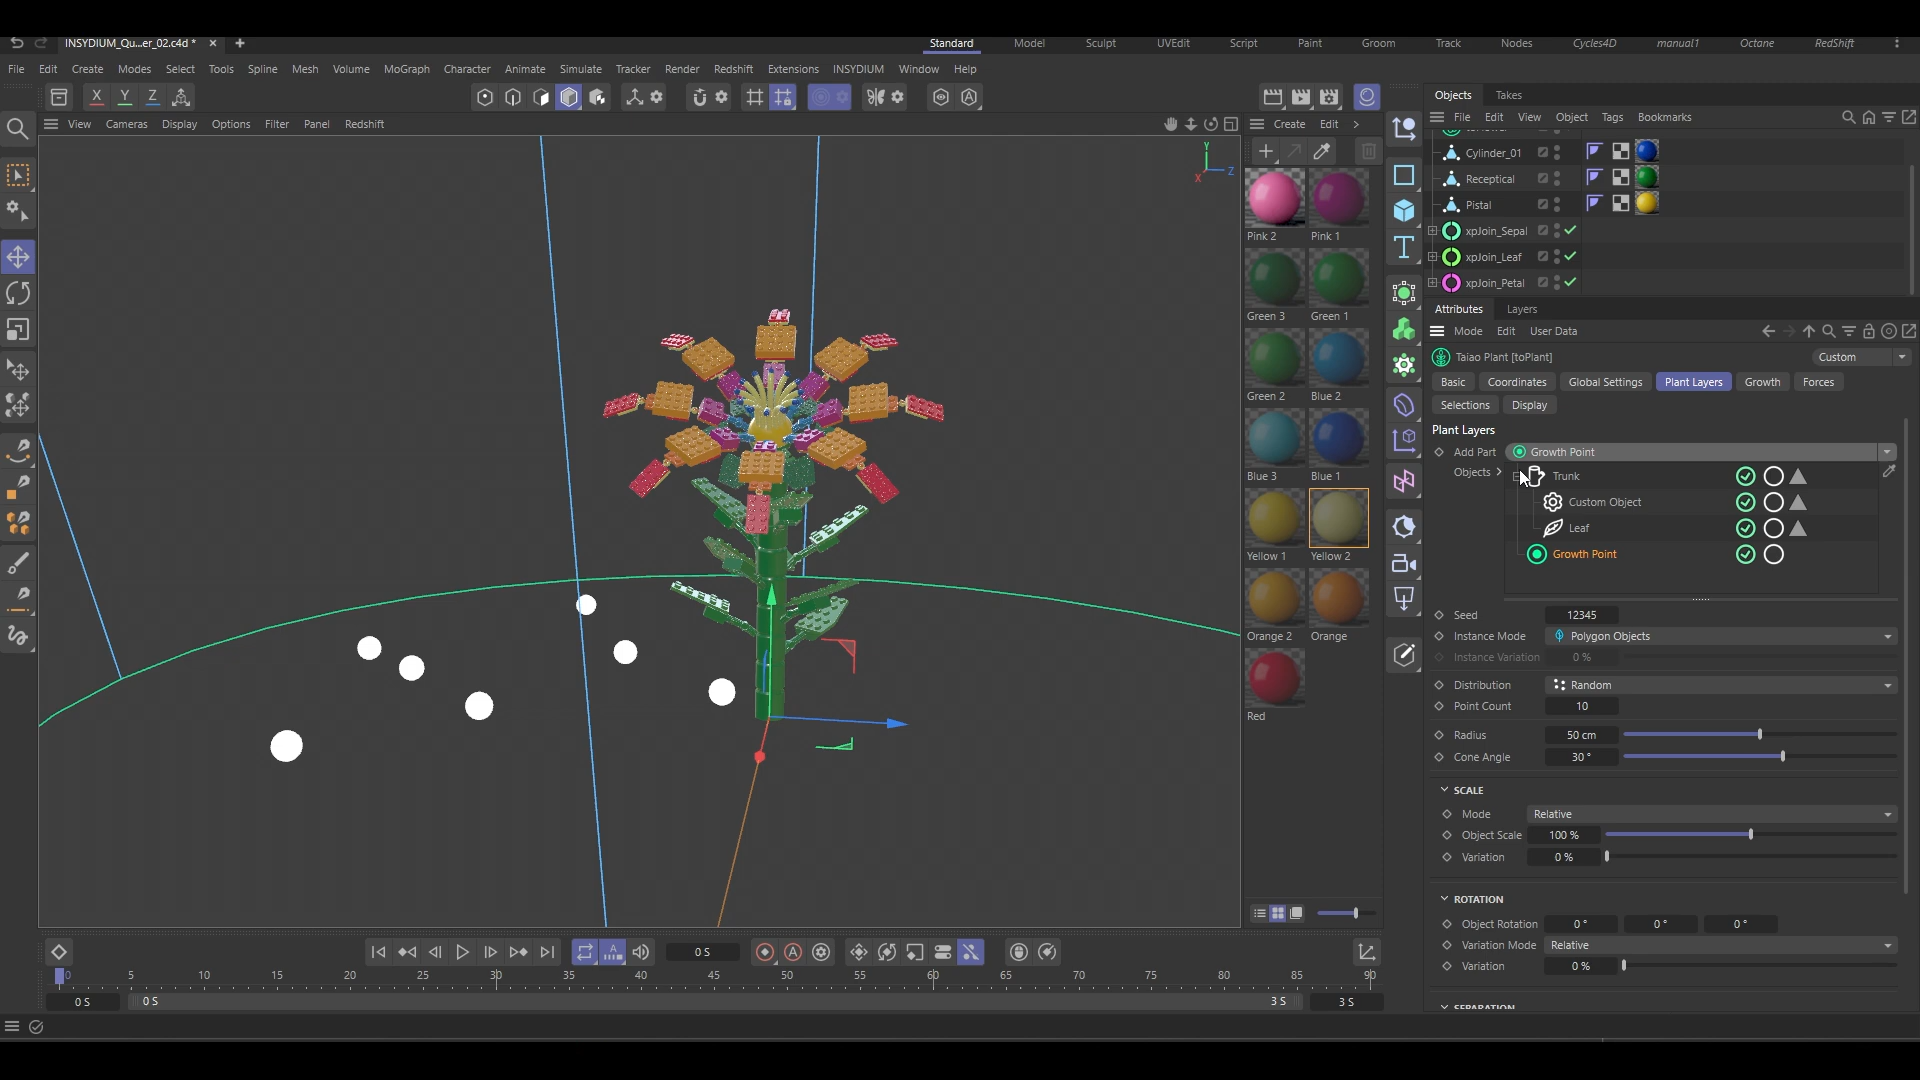 INSYDIUM_Qu...er_02.c4d *
Standard Model Sculpt UVEdit Script Paint Groom Track Nodes Cycles4D manual1 Octane RedShift
File Edit Create Modes Select Tools Spline Mesh Volume MoGraph Character Animate Simulate Tracker Render Redshift Extensions INSYDIUM Window Help
X Y Z
View Cameras Display Options Filter Panel Redshift
Y
Z
X
Create Edit
Pink 2 Pink 1
Green 3 Green 1
Green 2 Blue 2
Blue 3 Blue 1
Yellow 1 Yellow 2
Orange 2 Orange
Red
Objects Takes
File Edit View Object Tags Bookmarks
Cylinder_01
Receptical
Pistal
xpJoin_Sepal
xpJoin_Leaf
xpJoin_Petal
Attributes Layers
Mode Edit User Data
Taiao Plant [toPlant] Custom
Basic Coordinates Global Settings Plant Layers Growth Forces
Selections Display
Plant Layers
Add Part Growth Point
Objects Trunk
Custom Object
Leaf
Growth Point
Seed 12345
Instance Mode Polygon Objects
Instance Variation 0 %
Distribution Random
Point Count 10
Radius 50 cm
Cone Angle 30 °
SCALE
Mode Relative
Object Scale 100 %
Variation 0 %
ROTATION
Object Rotation 0 ° 0 ° 0 °
Variation Mode Relative
Variation 0 %
SEPARATION
0 S
0 5 10 15 20 25 30 35 40 45 50 55 60 65 70 75 80 85 90
0 S 0 S 3 S 3 S